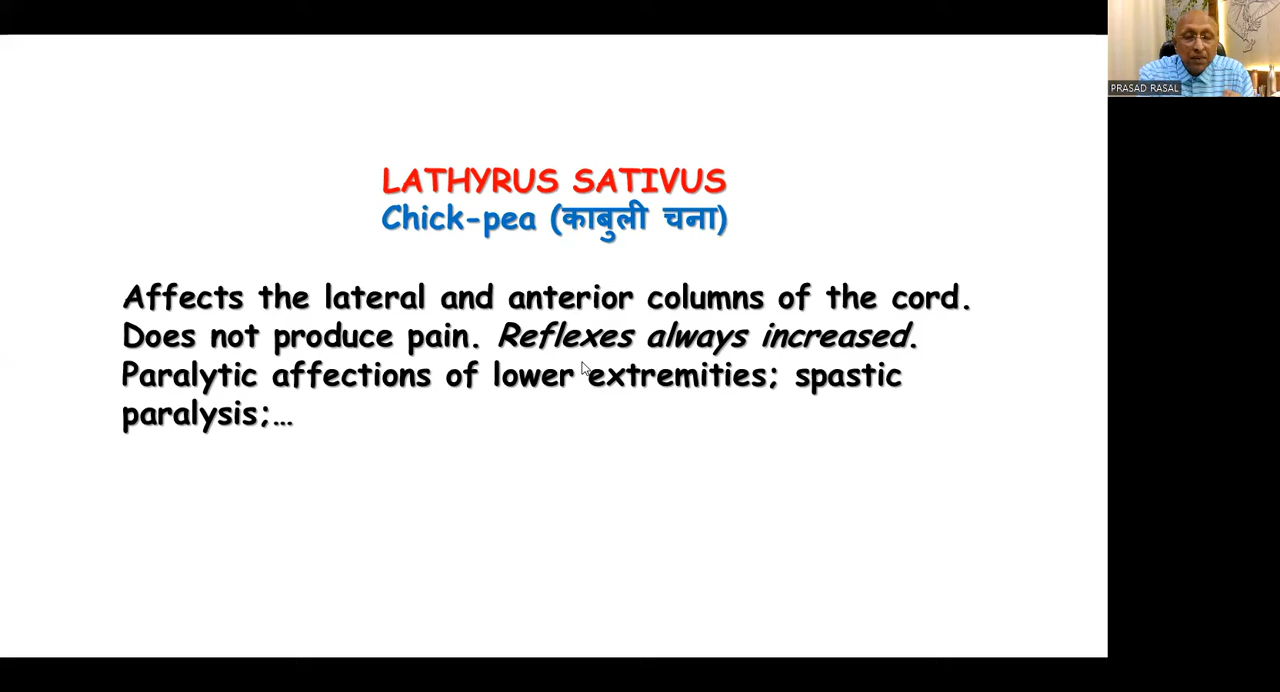 LATHYRUS SATIVUS
Chick-pea (काबुली चना)
Affects the lateral and anterior columns of the cord.
Does not produce pain. Reflexes always increased.
Paralytic affections of lower extremities; spastic
paralysis;...
PRASAD RASAL